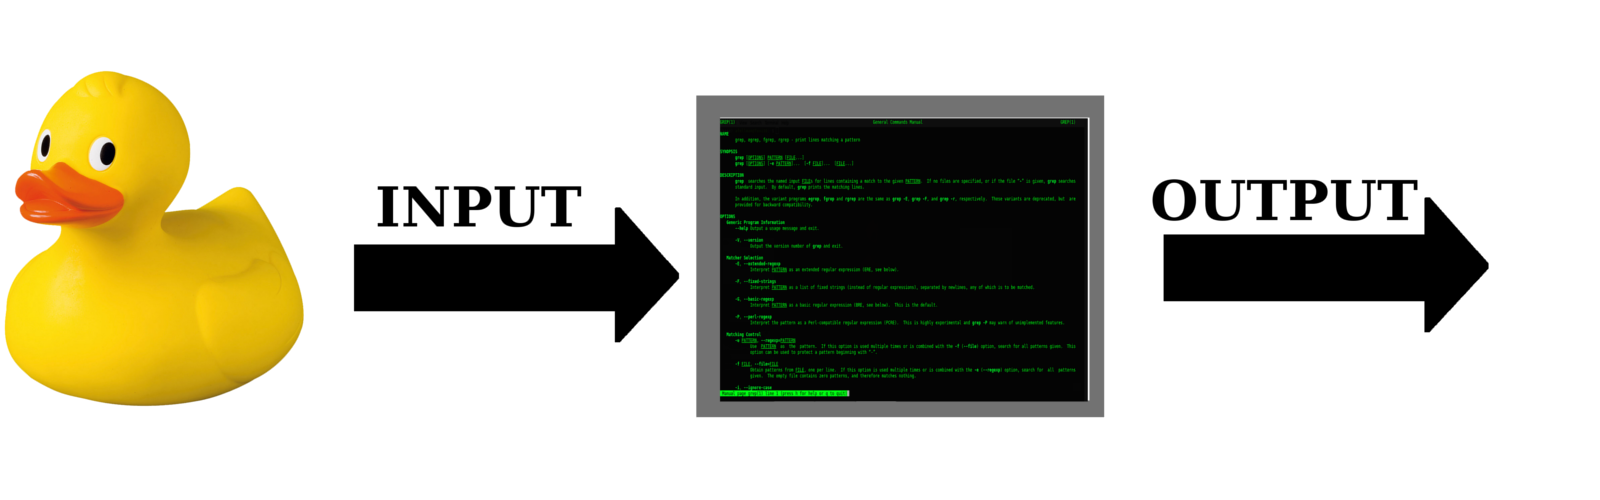 INPUT
GREP(1) General Commands Manual GREP(1)
NAME
grep, egrep, fgrep, rgrep - print lines matching a pattern
SYNOPSIS
grep [OPTIONS] PATTERN [FILE...]
grep [OPTIONS] [-e PATTERN]... [-f FILE]... [FILE...]
DESCRIPTION
grep searches the named input FILEs for lines containing a match to the given PATTERN. If no files are specified, or if the file "-" is given, grep searches
standard input. By default, grep prints the matching lines.
In addition, the variant programs egrep, fgrep and rgrep are the same as grep -E, grep -F, and grep -r, respectively. These variants are deprecated, but are
provided for backward compatibility.
OPTIONS
Generic Program Information
--help Output a usage message and exit.
-V, --version
Output the version number of grep and exit.
Matcher Selection
-E, --extended-regexp
Interpret PATTERN as an extended regular expression (ERE, see below).
-F, --fixed-strings
Interpret PATTERN as a list of fixed strings (instead of regular expressions), separated by newlines, any of which is to be matched.
-G, --basic-regexp
Interpret PATTERN as a basic regular expression (BRE, see below). This is the default.
-P, --perl-regexp
Interpret the pattern as a Perl-compatible regular expression (PCRE). This is highly experimental and grep -P may warn of unimplemented features.
Matching Control
-e PATTERN, --regexp=PATTERN
Use PATTERN as the pattern. If this option is used multiple times or is combined with the -f (--file) option, search for all patterns given. This
option can be used to protect a pattern beginning with "-".
-f FILE, --file=FILE
Obtain patterns from FILE, one per line. If this option is used multiple times or is combined with the -e (--regexp) option, search for all patterns
given. The empty file contains zero patterns, and therefore matches nothing.
-i, --ignore-case
Manual page grep(1) line 1 (press h for help or q to quit)
OUTPUT